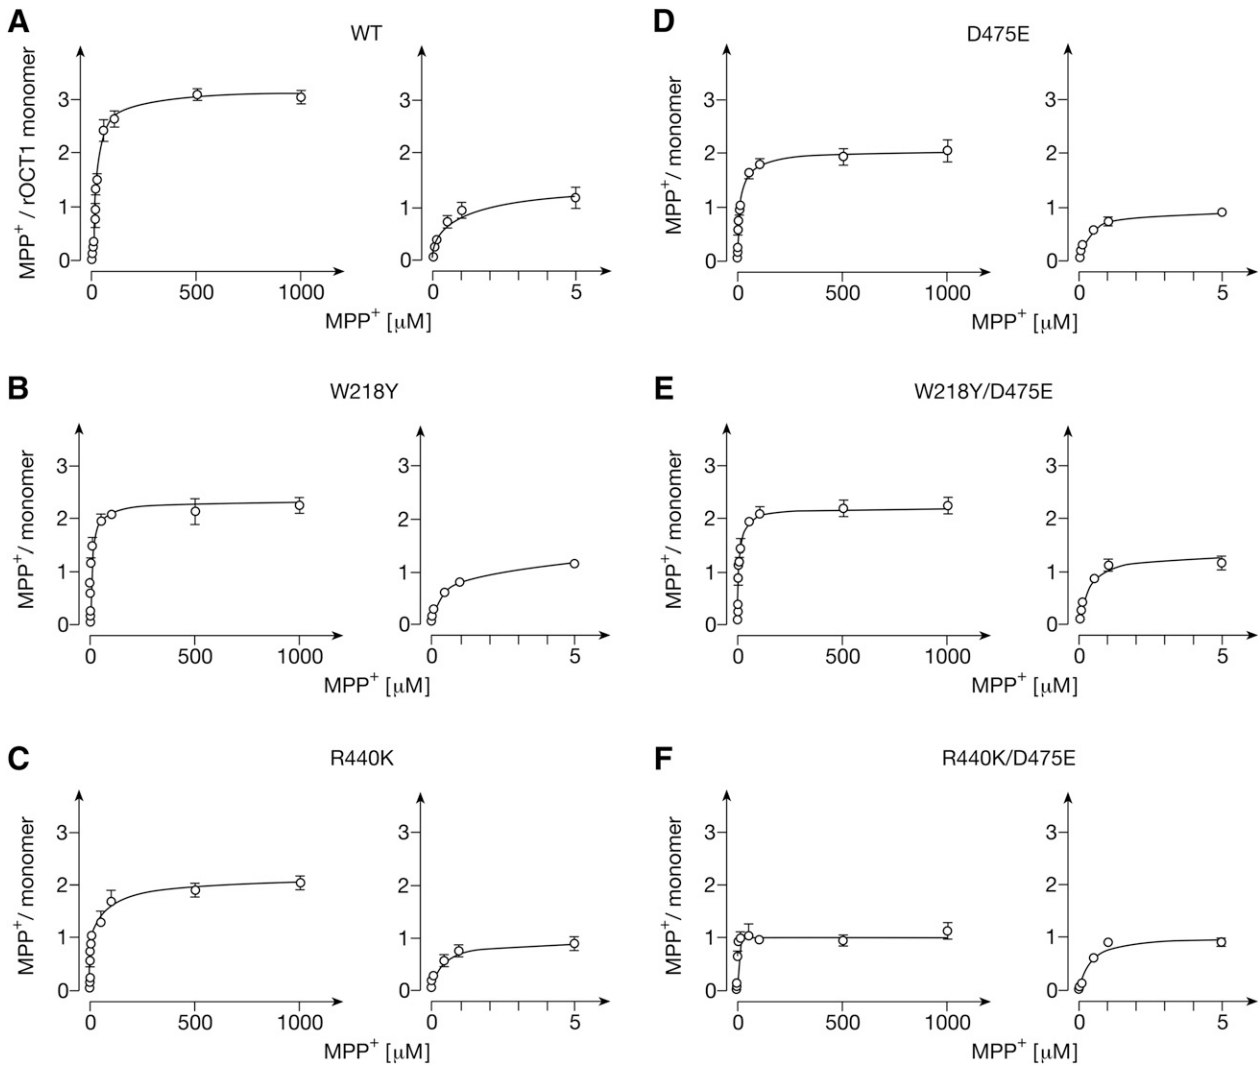 A
WT
MPP⁺/ rOCT1 monomer
3
2
1
0
0 500 1000
3
2
1
0
0 5
MPP⁺ [μM]
D
D475E
MPP⁺/ monomer
3
2
1
0
0 500 1000
3
2
1
0
0 5
MPP⁺ [μM]
B
W218Y
MPP⁺/ monomer
3
2
1
0
0 500 1000
3
2
1
0
0 5
MPP⁺ [μM]
E
W218Y/D475E
MPP⁺/ monomer
3
2
1
0
0 500 1000
3
2
1
0
0 5
MPP⁺ [μM]
C
R440K
MPP⁺/ monomer
3
2
1
0
0 500 1000
3
2
1
0
0 5
MPP⁺ [μM]
F
R440K/D475E
MPP⁺/ monomer
3
2
1
0
0 500 1000
3
2
1
0
0 5
MPP⁺ [μM]